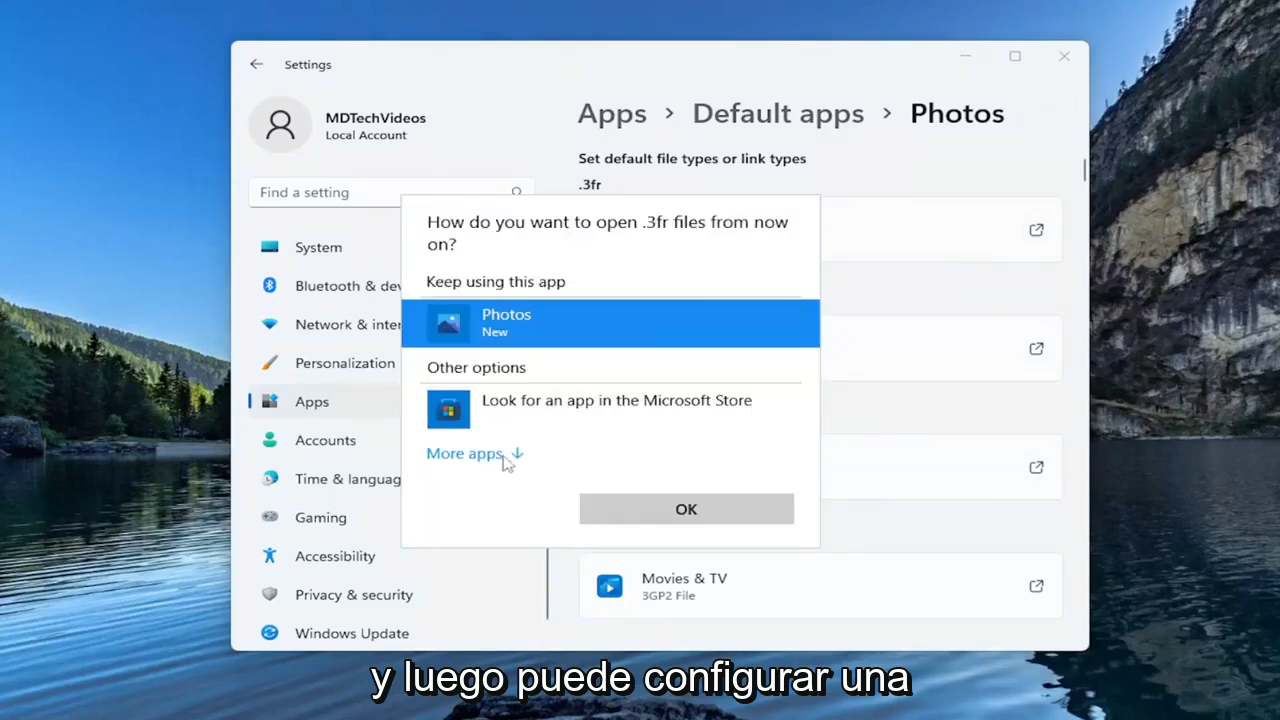 Settings
MDTechVideos
Local Account
Find a setting
System
Bluetooth & dev
Network & inter
Personalization
Apps
Accounts
Time & languag
Gaming
Accessibility
Privacy & security
Windows Update
Apps > Default apps > Photos
Set default file types or link types
.3fr
How do you want to open .3fr files from now
on?
Keep using this app
Photos
New
Other options
Look for an app in the Microsoft Store
More apps
OK
Movies & TV
3GP2 File
y luego puede configurar una